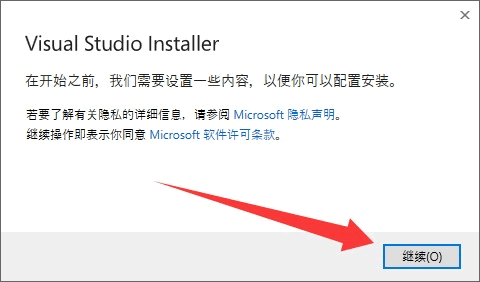 Visual Studio Installer
在开始之前，我们需要设置一些内容，以便你可以配置安装。
若要了解有关隐私的详细信息，请参阅 Microsoft 隐私声明。
继续操作即表示你同意 Microsoft 软件许可条款。
继续(O)